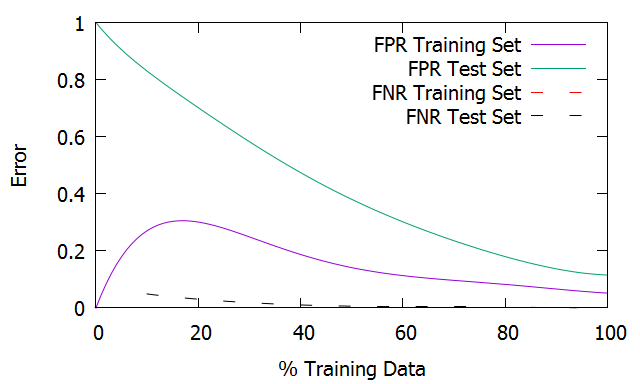 1
0.8
0.6
0.4
0.2
0
Error
FPR Training Set
FPR Test Set
FNR Training Set
FNR Test Set
0 20 40 60 80 100
% Training Data